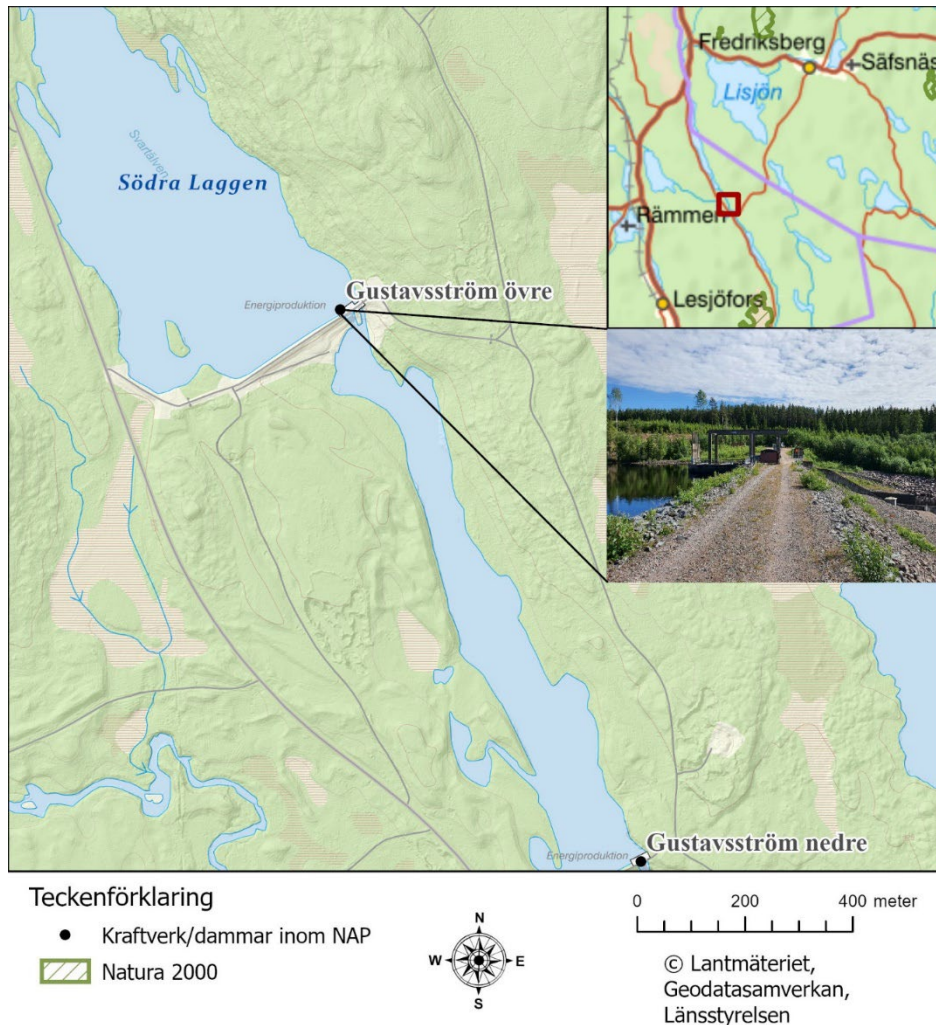 Svartälven
Södra Laggen
Energiproduktion
Gustavsström övre
Fredriksberg
Säfsnäs
Lisjön
Rämmen
Lesjöfors
Energiproduktion
Gustavsström nedre
Teckenförklaring
Kraftverk/dammar inom NAP
Natura 2000
N
W
E
S
0 200 400 meter
© Lantmäteriet,
Geodatasamverkan,
Länsstyrelsen